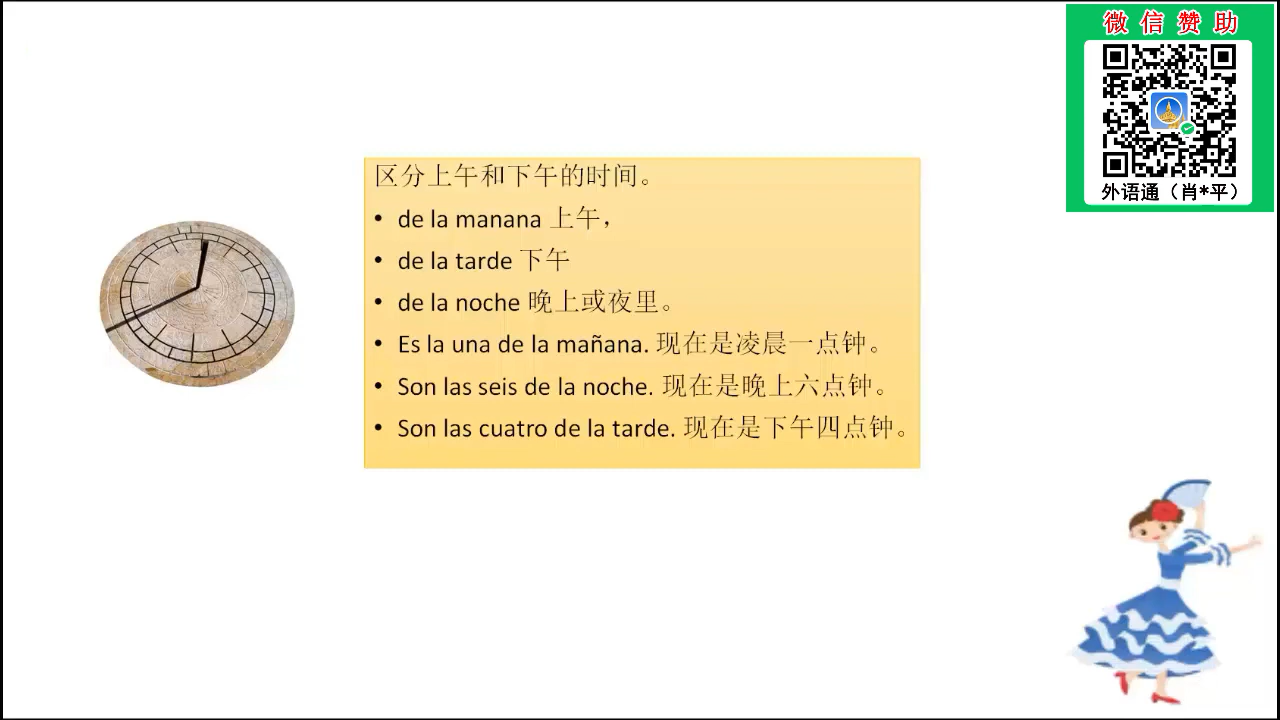 微信赞助
外语通（肖*平）
区分上午和下午的时间。
• de la manana 上午，
• de la tarde 下午
• de la noche 晚上或夜里。
• Es la una de la mañana. 现在是凌晨一点钟。
• Son las seis de la noche. 现在是晚上六点钟。
• Son las cuatro de la tarde. 现在是下午四点钟。